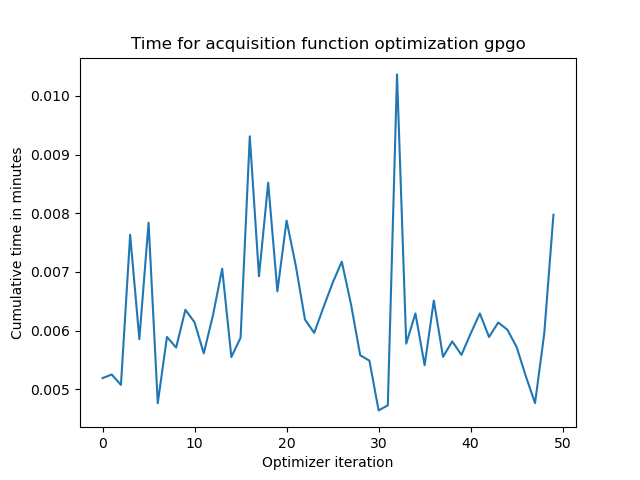 Time for acquisition function optimization gpgo
Cumulative time in minutes
0.010
0.009
0.008
0.007
0.006
0.005
0 10 20 30 40 50
Optimizer iteration